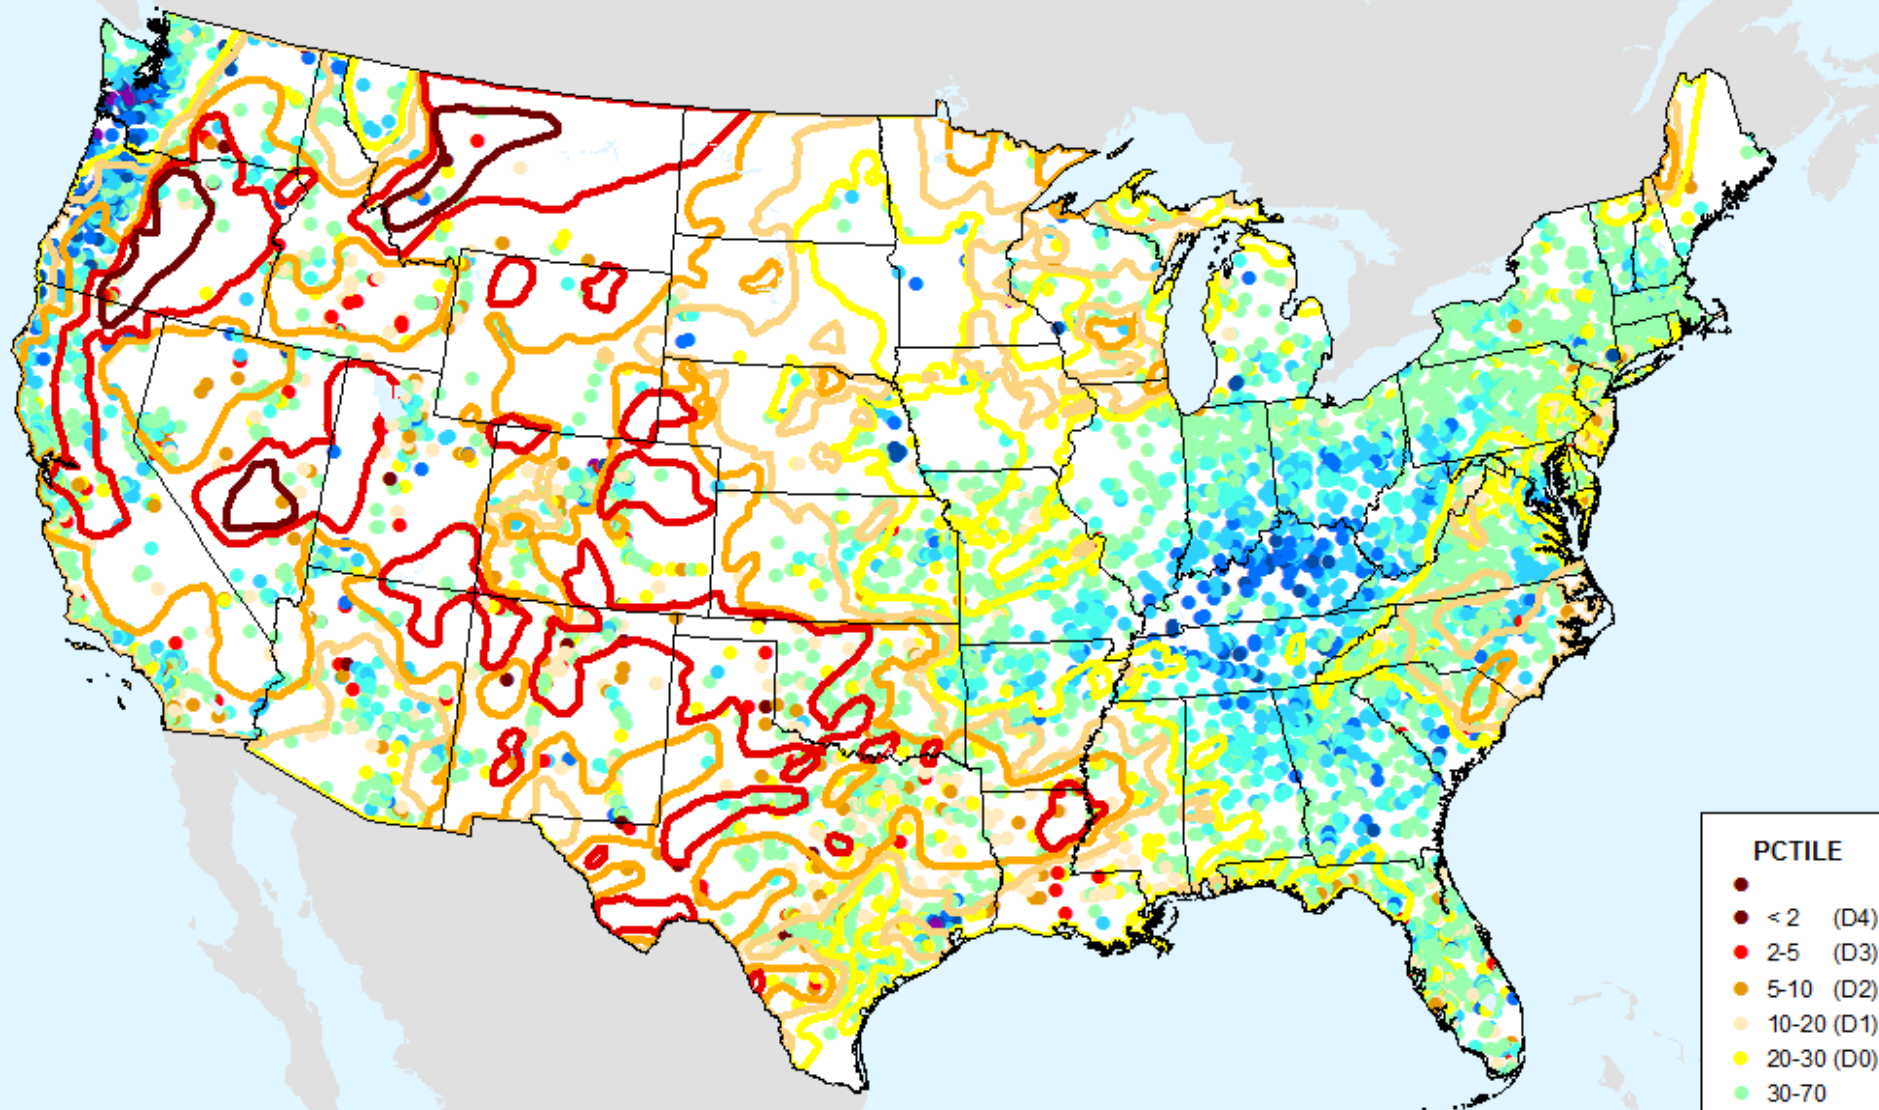 PCTILE
< 2 (D4)
2-5 (D3)
5-10 (D2)
10-20 (D1)
20-30 (D0)
30-70